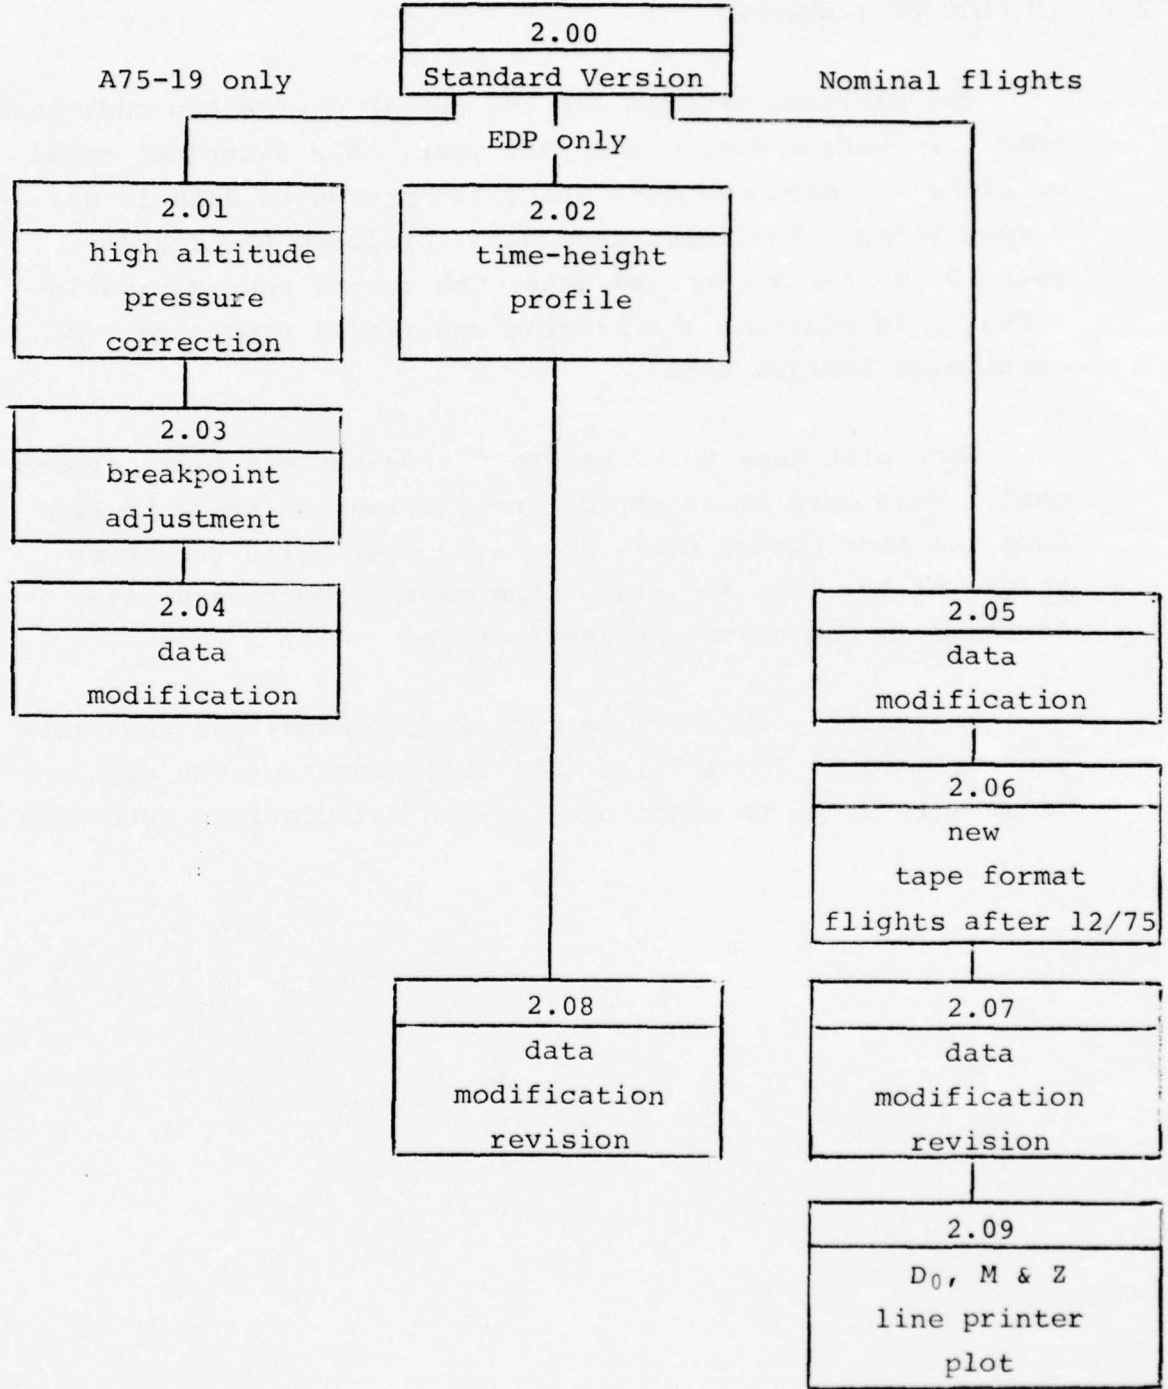 2.00
Standard Version
A75-19 only
Nominal flights
EDP only
2.01
high altitude
pressure
correction
2.02
time-height
profile
2.03
breakpoint
adjustment
2.04
data
modification
2.05
data
modification
2.06
new
tape format
flights after 12/75
2.08
data
modification
revision
2.07
data
modification
revision
2.09
D₀, M & Z
line printer
plot